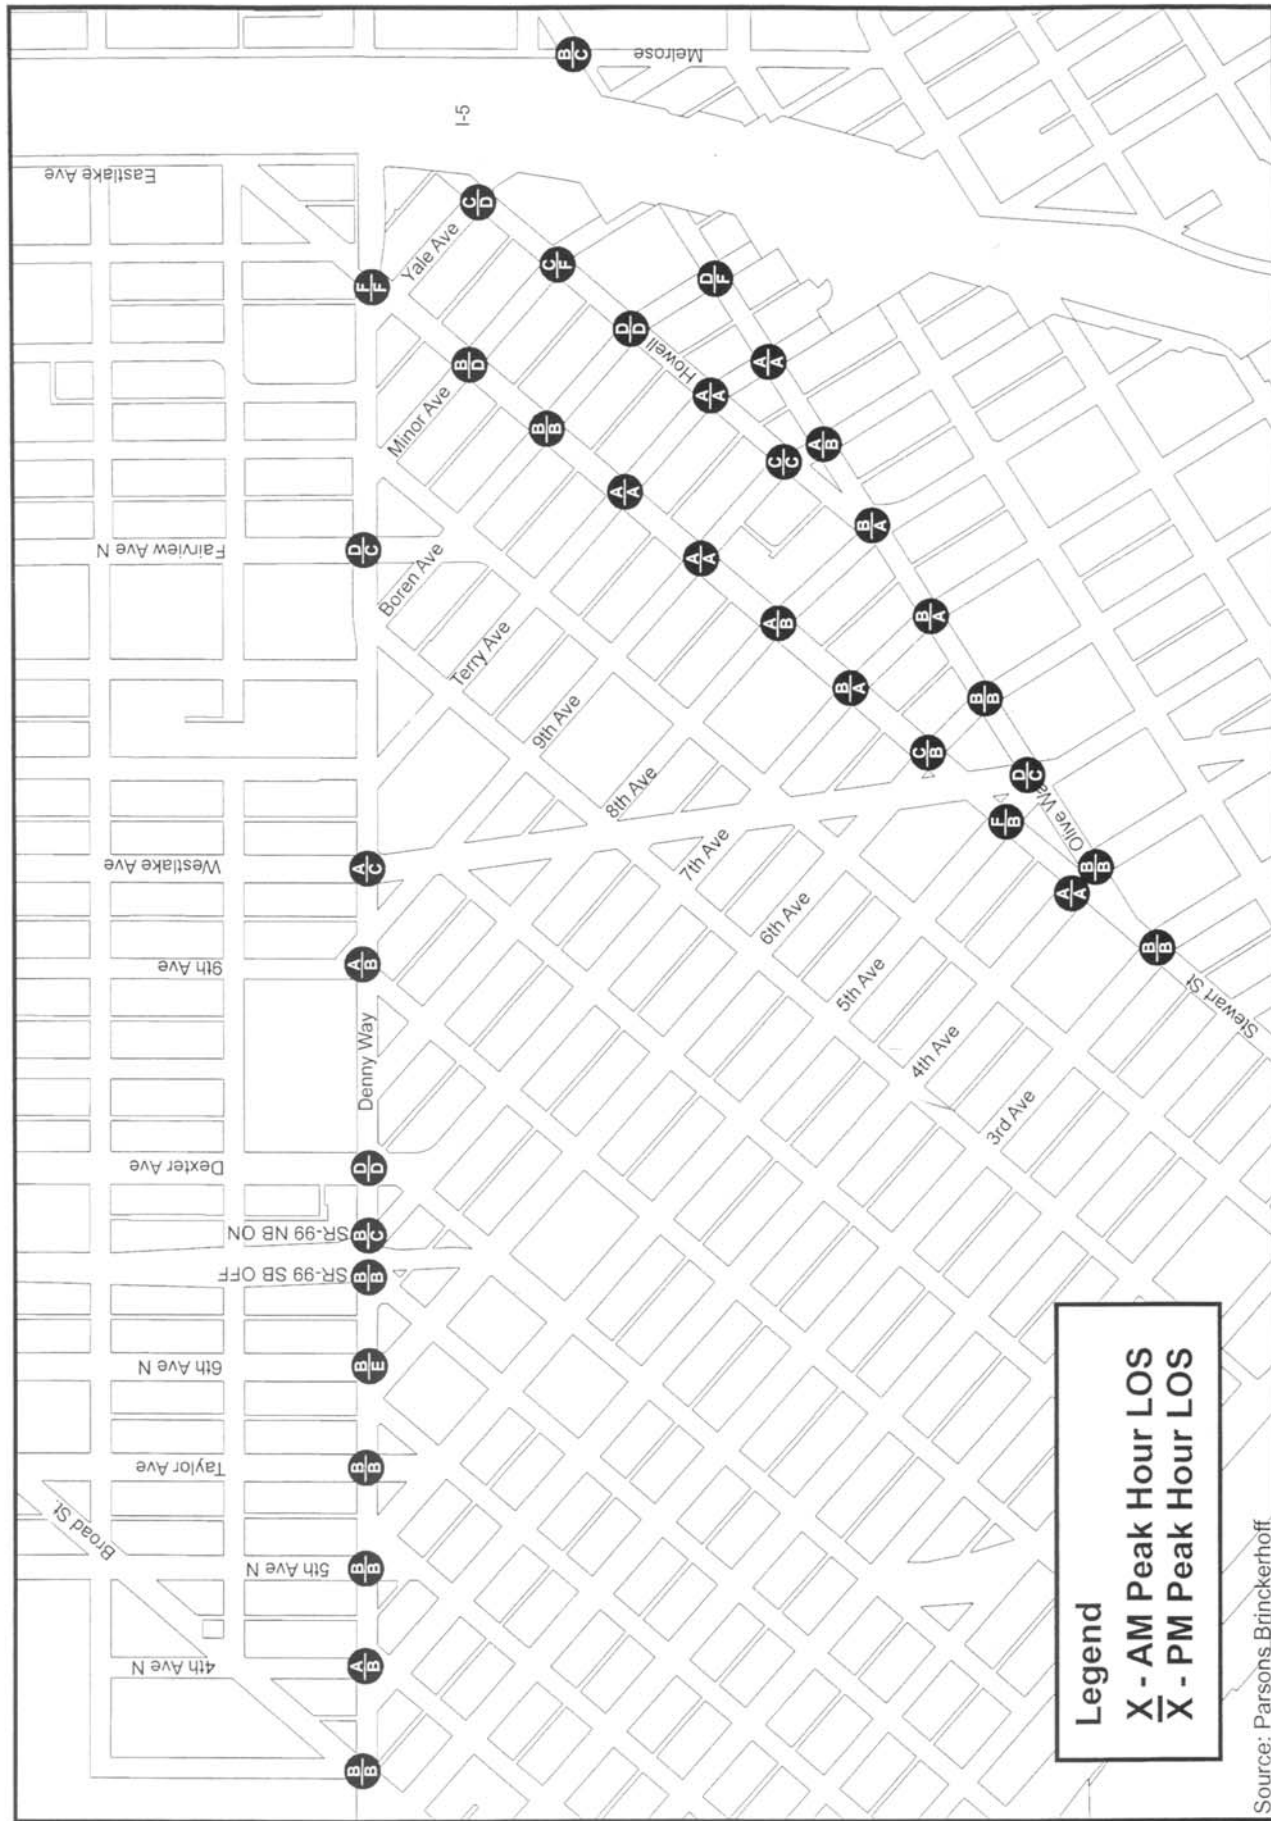 Broad St.
4th Ave N
5th Ave N
Taylor Ave
6th Ave N
SR-99 SB OFF
SR-99 NB ON
Dexter Ave
9th Ave
Westlake Ave
Fairview Ave N
Eastlake Ave
I-5
Melrose
Denny Way
B
B
A
B
B
B
B
B
B
E
B
B
B
C
D
D
A
B
A
C
D
C
F
F
B
C
Yale Ave
Minor Ave
Boren Ave
Terry Ave
9th Ave
8th Ave
7th Ave
6th Ave
5th Ave
4th Ave
3rd Ave
Stewart St
B
B
A
A
F
B
C
B
B
A
A
B
A
A
A
A
B
B
B
D
Olive Wa
B
B
D
C
B
B
B
A
B
A
A
B
A
A
D
F
Howell
C
C
A
A
D
D
C
F
C
D
Legend
X - AM Peak Hour LOS
X - PM Peak Hour LOS
Source: Parsons Brinckerhoff.